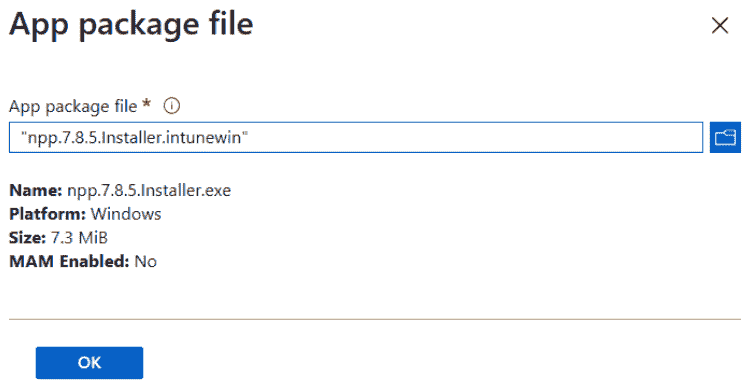 App package file
App package file *
"npp.7.8.5.Installer.intunewin"
Name: npp.7.8.5.Installer.exe
Platform: Windows
Size: 7.3 MiB
MAM Enabled: No
OK